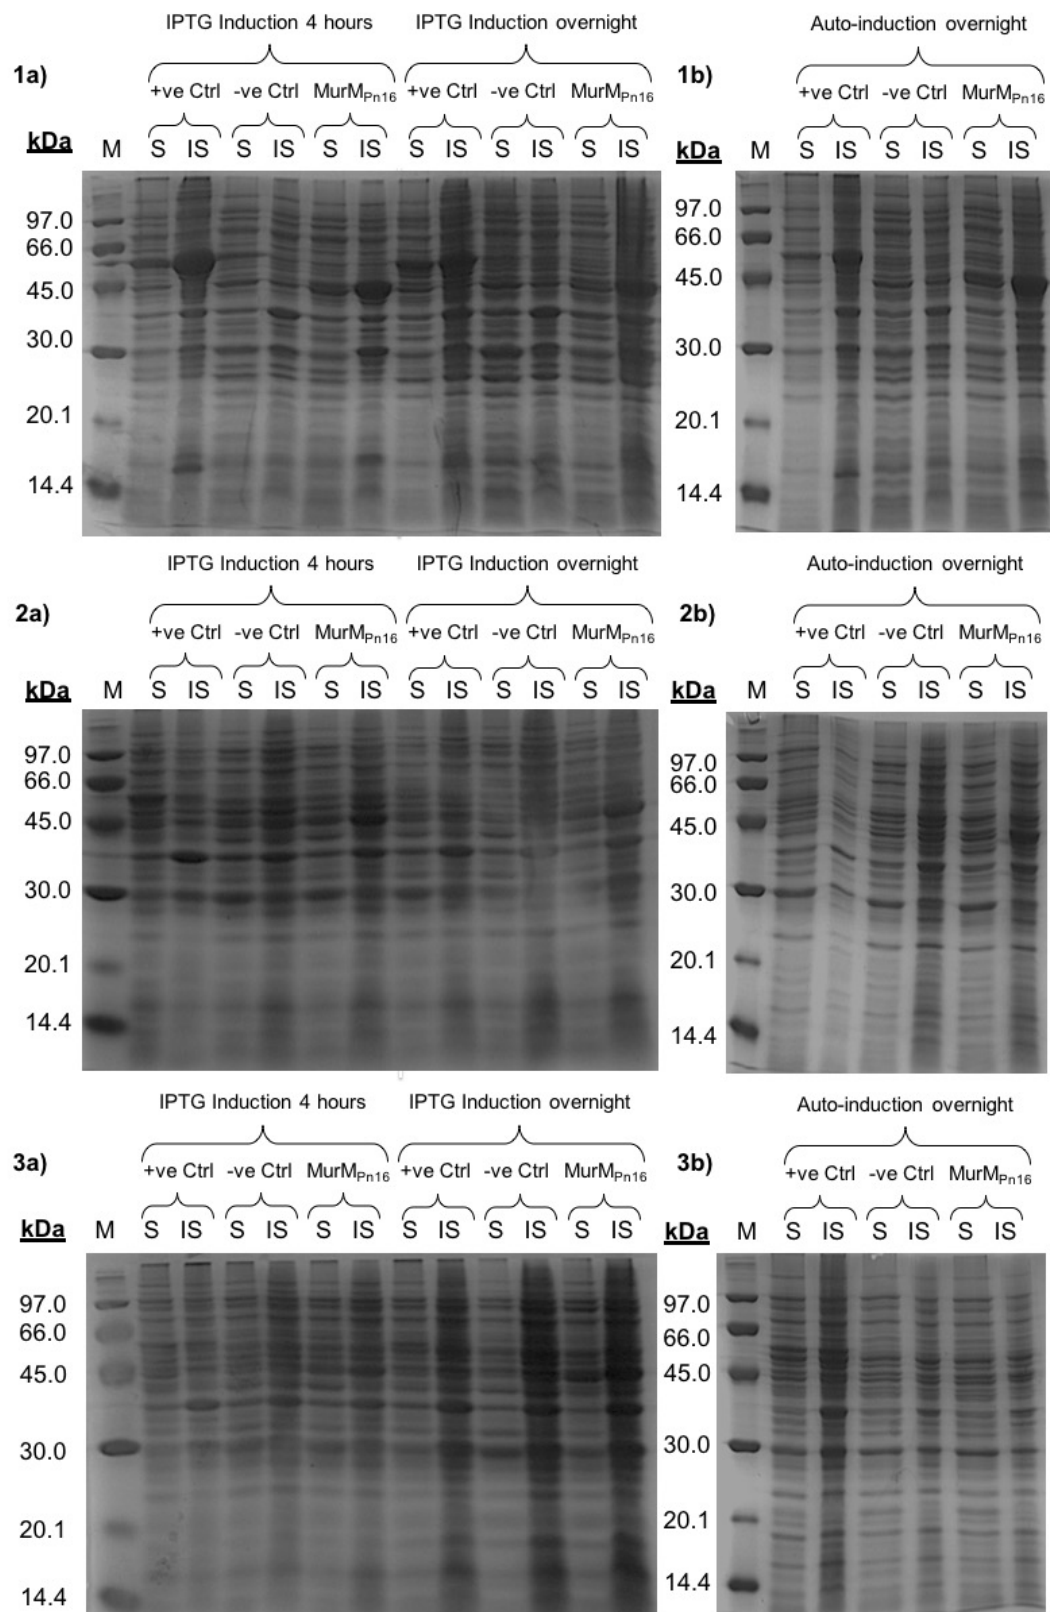 IPTG Induction 4 hours IPTG Induction overnight
1a)
+ve Ctrl -ve Ctrl MurMPn16 +ve Ctrl -ve Ctrl MurMPn16
kDa M S IS S IS S IS S IS S IS S IS
97.0
66.0
45.0
30.0
20.1
14.4
Auto-induction overnight
1b)
+ve Ctrl -ve Ctrl MurMPn16
kDa M S IS S IS S IS
97.0
66.0
45.0
30.0
20.1
14.4
IPTG Induction 4 hours IPTG Induction overnight
2a)
+ve Ctrl -ve Ctrl MurMPn16 +ve Ctrl -ve Ctrl MurMPn16
kDa M S IS S IS S IS S IS S IS S IS
97.0
66.0
45.0
30.0
20.1
14.4
Auto-induction overnight
2b)
+ve Ctrl -ve Ctrl MurMPn16
kDa M S IS S IS S IS
97.0
66.0
45.0
30.0
20.1
14.4
IPTG Induction 4 hours IPTG Induction overnight
3a)
+ve Ctrl -ve Ctrl MurMPn16 +ve Ctrl -ve Ctrl MurMPn16
kDa M S IS S IS S IS S IS S IS S IS
97.0
66.0
45.0
30.0
20.1
14.4
Auto-induction overnight
3b)
+ve Ctrl -ve Ctrl MurMPn16
kDa M S IS S IS S IS
97.0
66.0
45.0
30.0
20.1
14.4